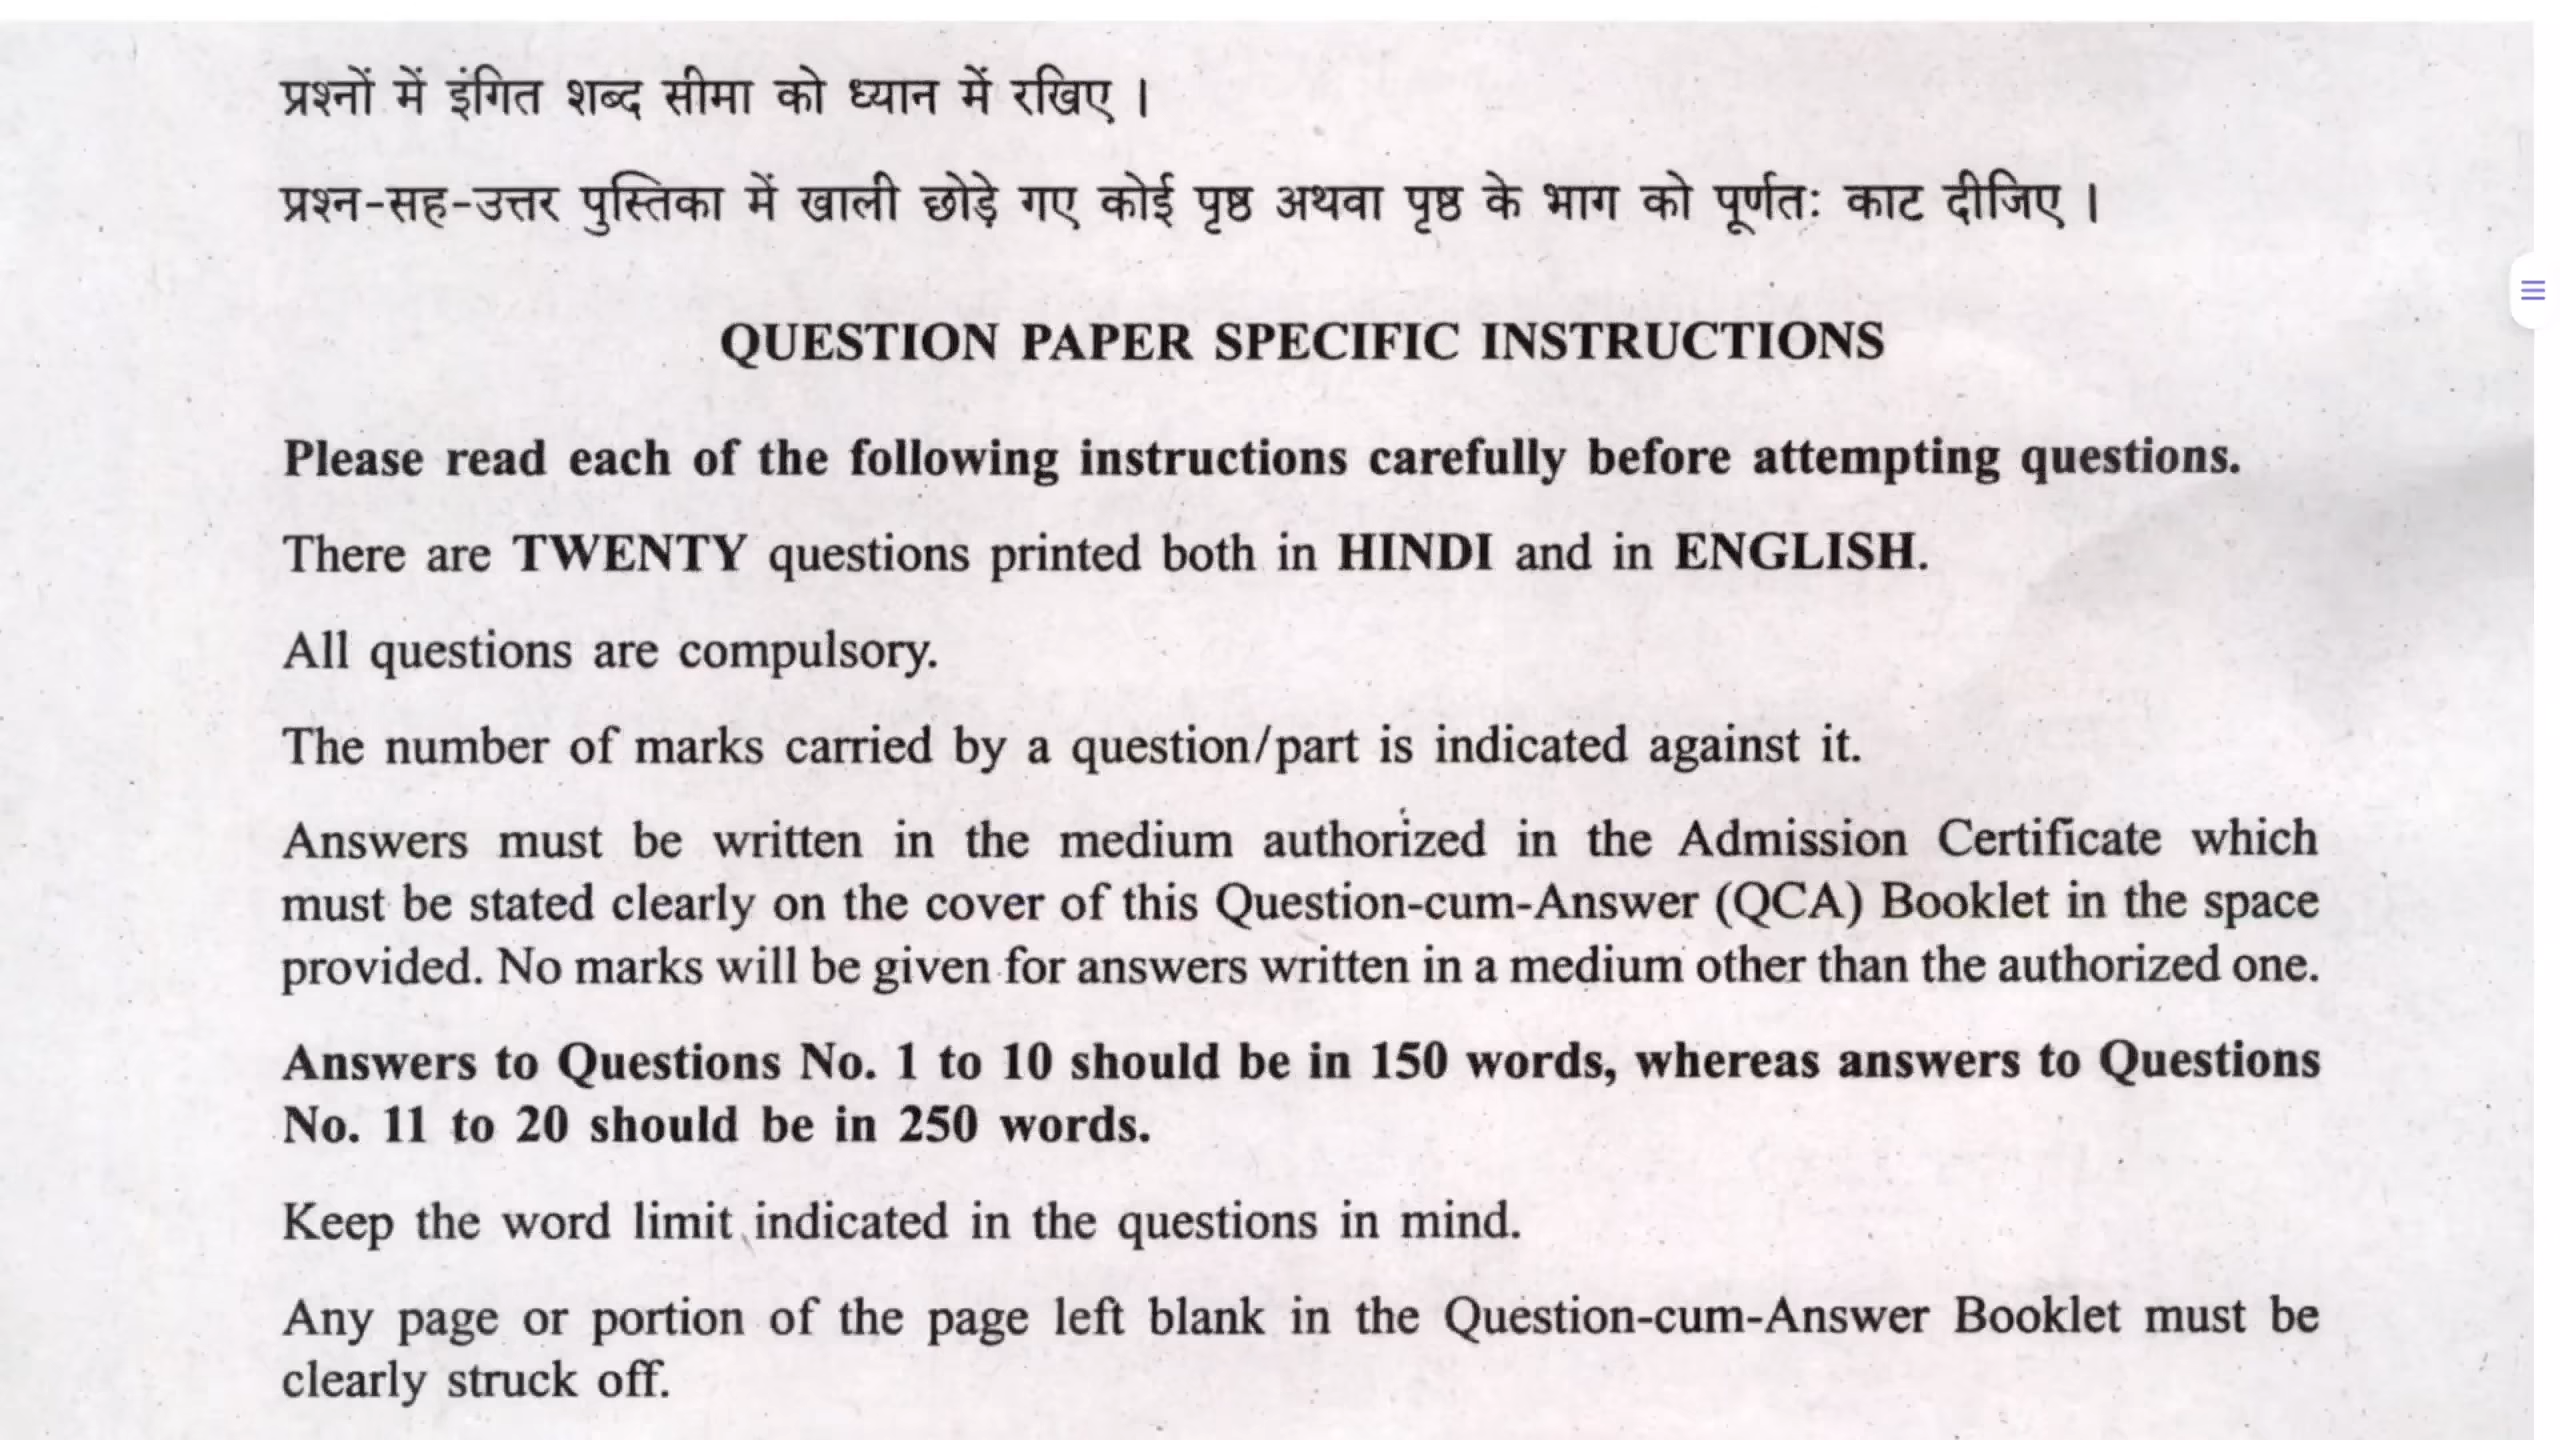 प्रश्नों में इंगित शब्द सीमा को ध्यान में रखिए ।
प्रश्न-सह-उत्तर पुस्तिका में खाली छोड़े गए कोई पृष्ठ अथवा पृष्ठ के भाग को पूर्णतः काट दीजिए ।
QUESTION PAPER SPECIFIC INSTRUCTIONS
Please read each of the following instructions carefully before attempting questions.
There are TWENTY questions printed both in HINDI and in ENGLISH.
All questions are compulsory.
The number of marks carried by a question/part is indicated against it.
Answers must be written in the medium authorized in the Admission Certificate which
must be stated clearly on the cover of this Question-cum-Answer (QCA) Booklet in the space
provided. No marks will be given for answers written in a medium other than the authorized one.
Answers to Questions No. 1 to 10 should be in 150 words, whereas answers to Questions
No. 11 to 20 should be in 250 words.
Keep the word limit indicated in the questions in mind.
Any page or portion of the page left blank in the Question-cum-Answer Booklet must be
clearly struck off.